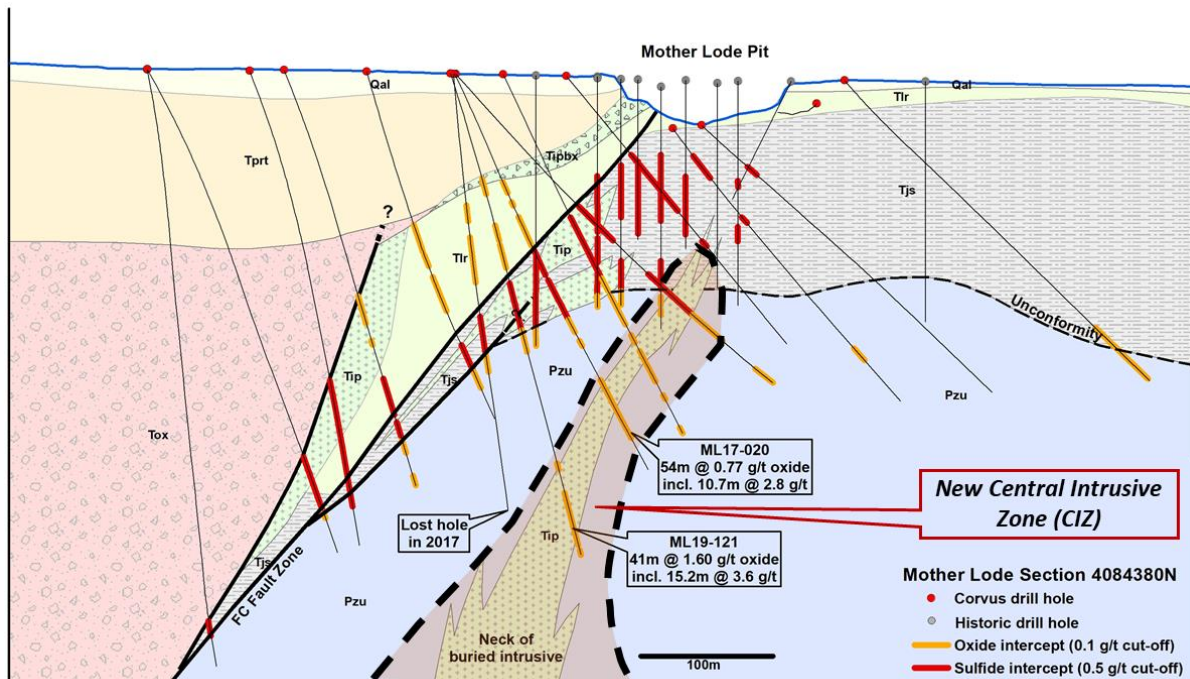 Mother Lode Pit
Qal
Qal
Tlr
Tprt
Tipbx
Tjs
?
Tlr
Tip
Unconformity
Tip
Tjs
Pzu
Pzu
Tox
ML17-020
54m @ 0.77 g/t oxide
incl. 10.7m @ 2.8 g/t
New Central Intrusive
Zone (CIZ)
Lost hole
in 2017
Tip
ML19-121
41m @ 1.60 g/t oxide
incl. 15.2m @ 3.6 g/t
Tjs
FC Fault Zone
Pzu
Neck of
buried intrusive
100m
Mother Lode Section 4084380N
Corvus drill hole
Historic drill hole
Oxide intercept (0.1 g/t cut-off)
Sulfide intercept (0.5 g/t cut-off)